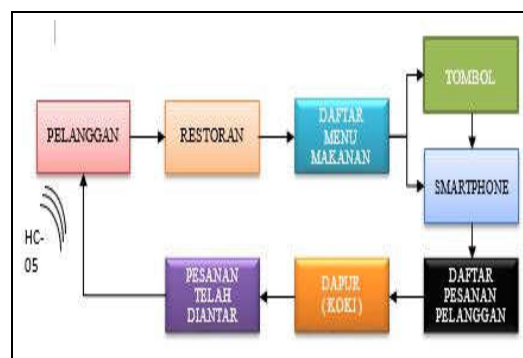 TOMBOL
PELANGGAN
RESTORAN
DAFTAR
MENU
MAKANAN
SMARTPHONE
HC-
05
PESANAN
TELAH
DIANTAR
DAPUR
(KOKI)
DAFTAR
PESANAN
PELANGGAN